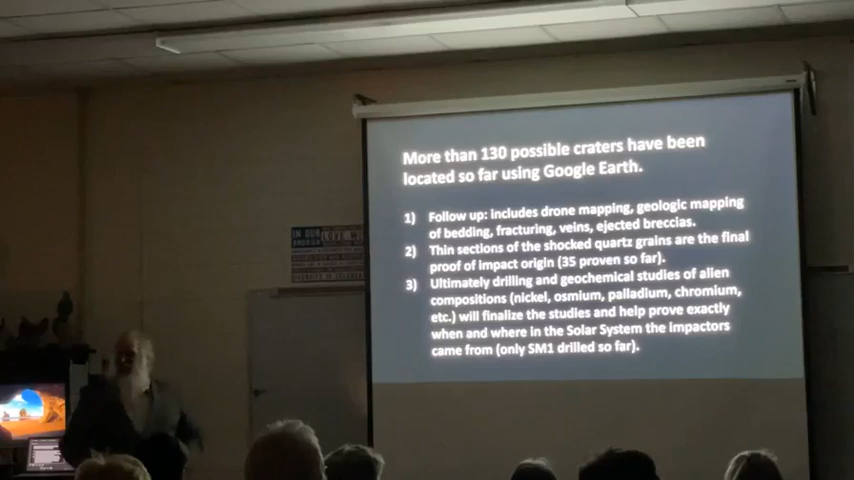 More than 130 possible craters have been
located so far using Google Earth.
1) Follow up: includes drone mapping, geologic mapping
of bedding, fracturing, veins, ejected breccias.
2) Thin sections of the shocked quartz grains are the final
proof of impact origin (35 proven so far).
3) Ultimately drilling and geochemical studies of alien
compositions (nickel, osmium, palladium, chromium,
etc.) will finalize the studies and help prove exactly
when and where in the Solar System the impactors
came from (only SM1 drilled so far).
IN OUR
LOVE